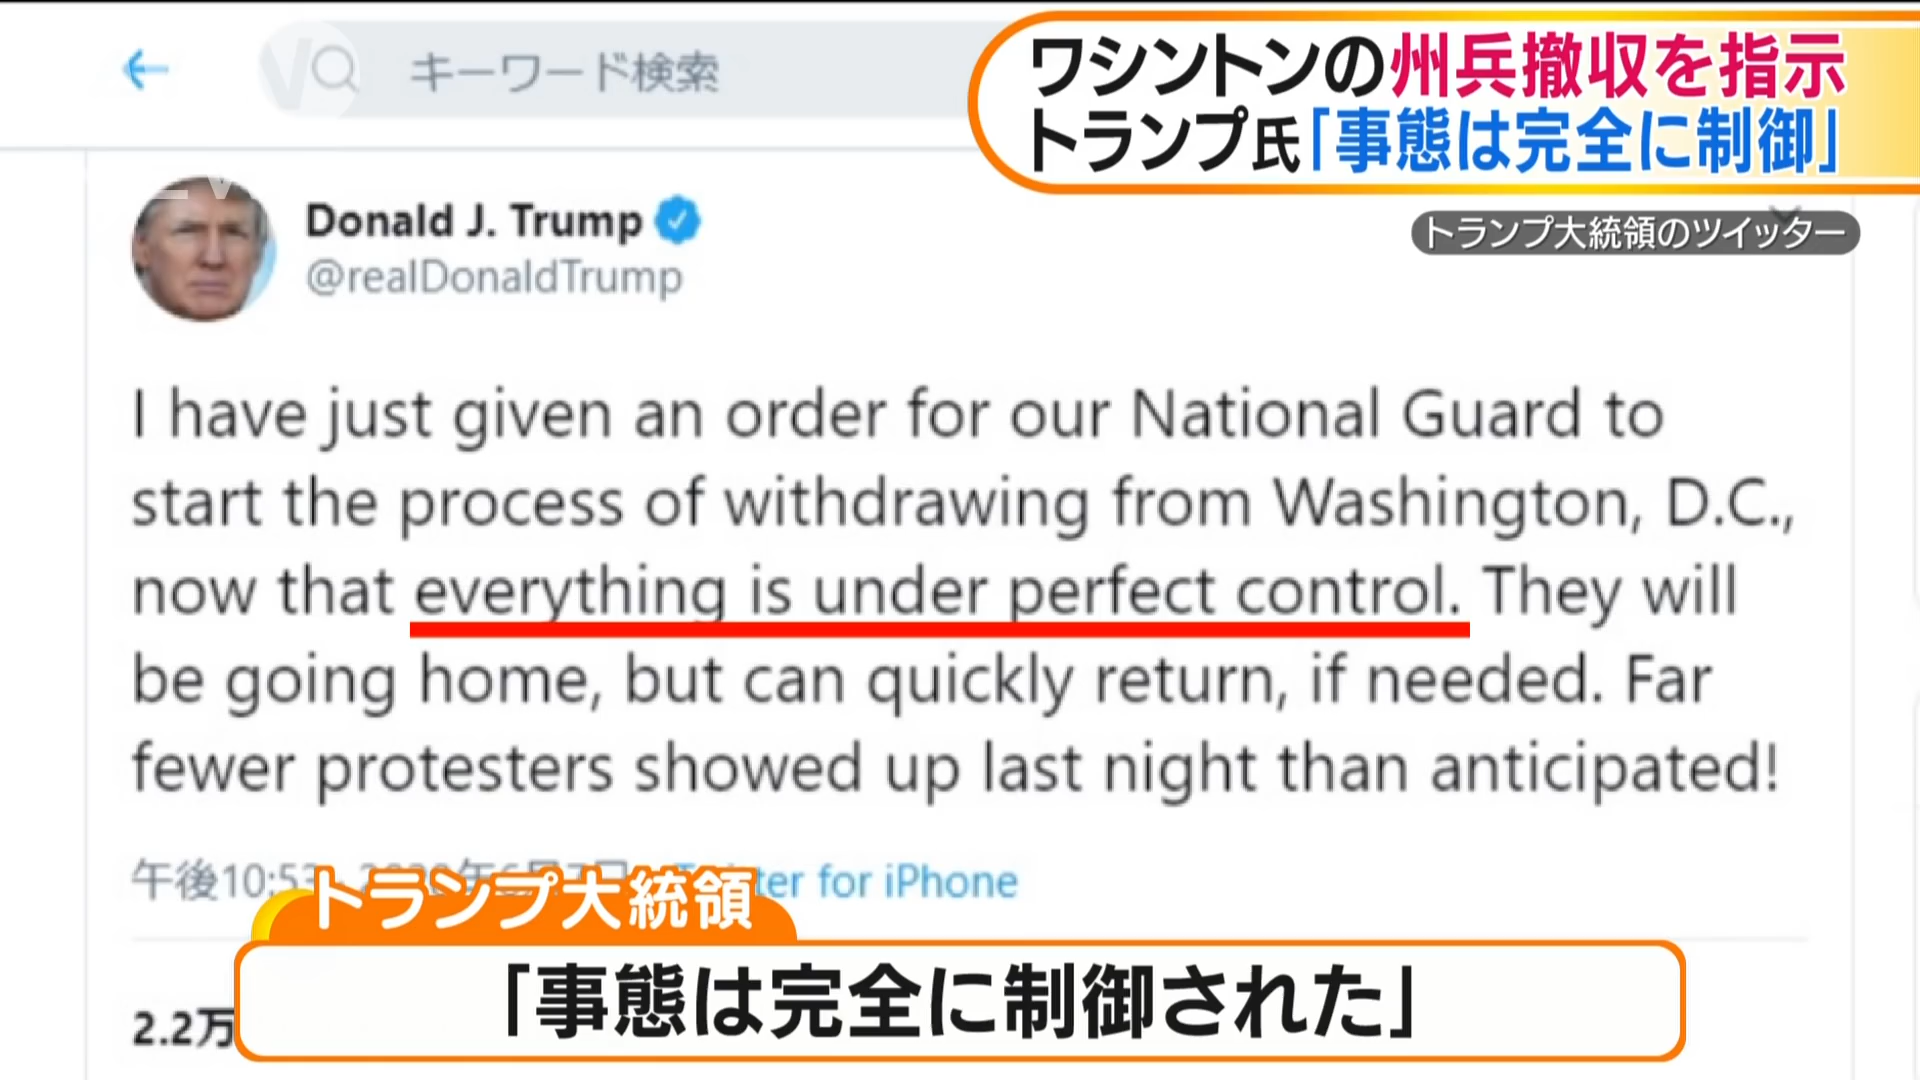 キーワード検索
ワシントンの州兵撤収を指示
トランプ氏「事態は完全に制御」
トランプ大統領のツイッター
Donald J. Trump
@realDonaldTrump
I have just given an order for our National Guard to
start the process of withdrawing from Washington, D.C.,
now that everything is under perfect control. They will
be going home, but can quickly return, if needed. Far
fewer protesters showed up last night than anticipated!
午後10:53 for iPhone
トランプ大統領
「事態は完全に制御された」
2.2万